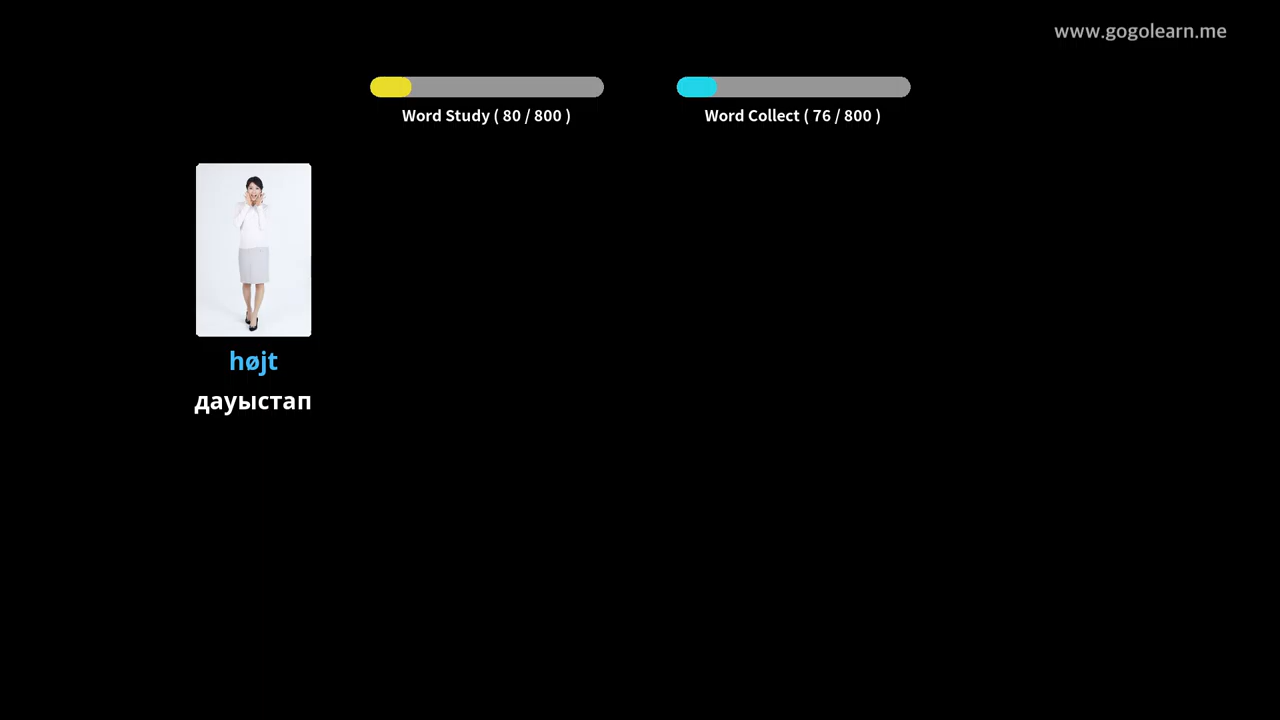 www.gogolearn.me
Word Study ( 80 / 800 )
Word Collect ( 76 / 800 )
højt
дауыстап